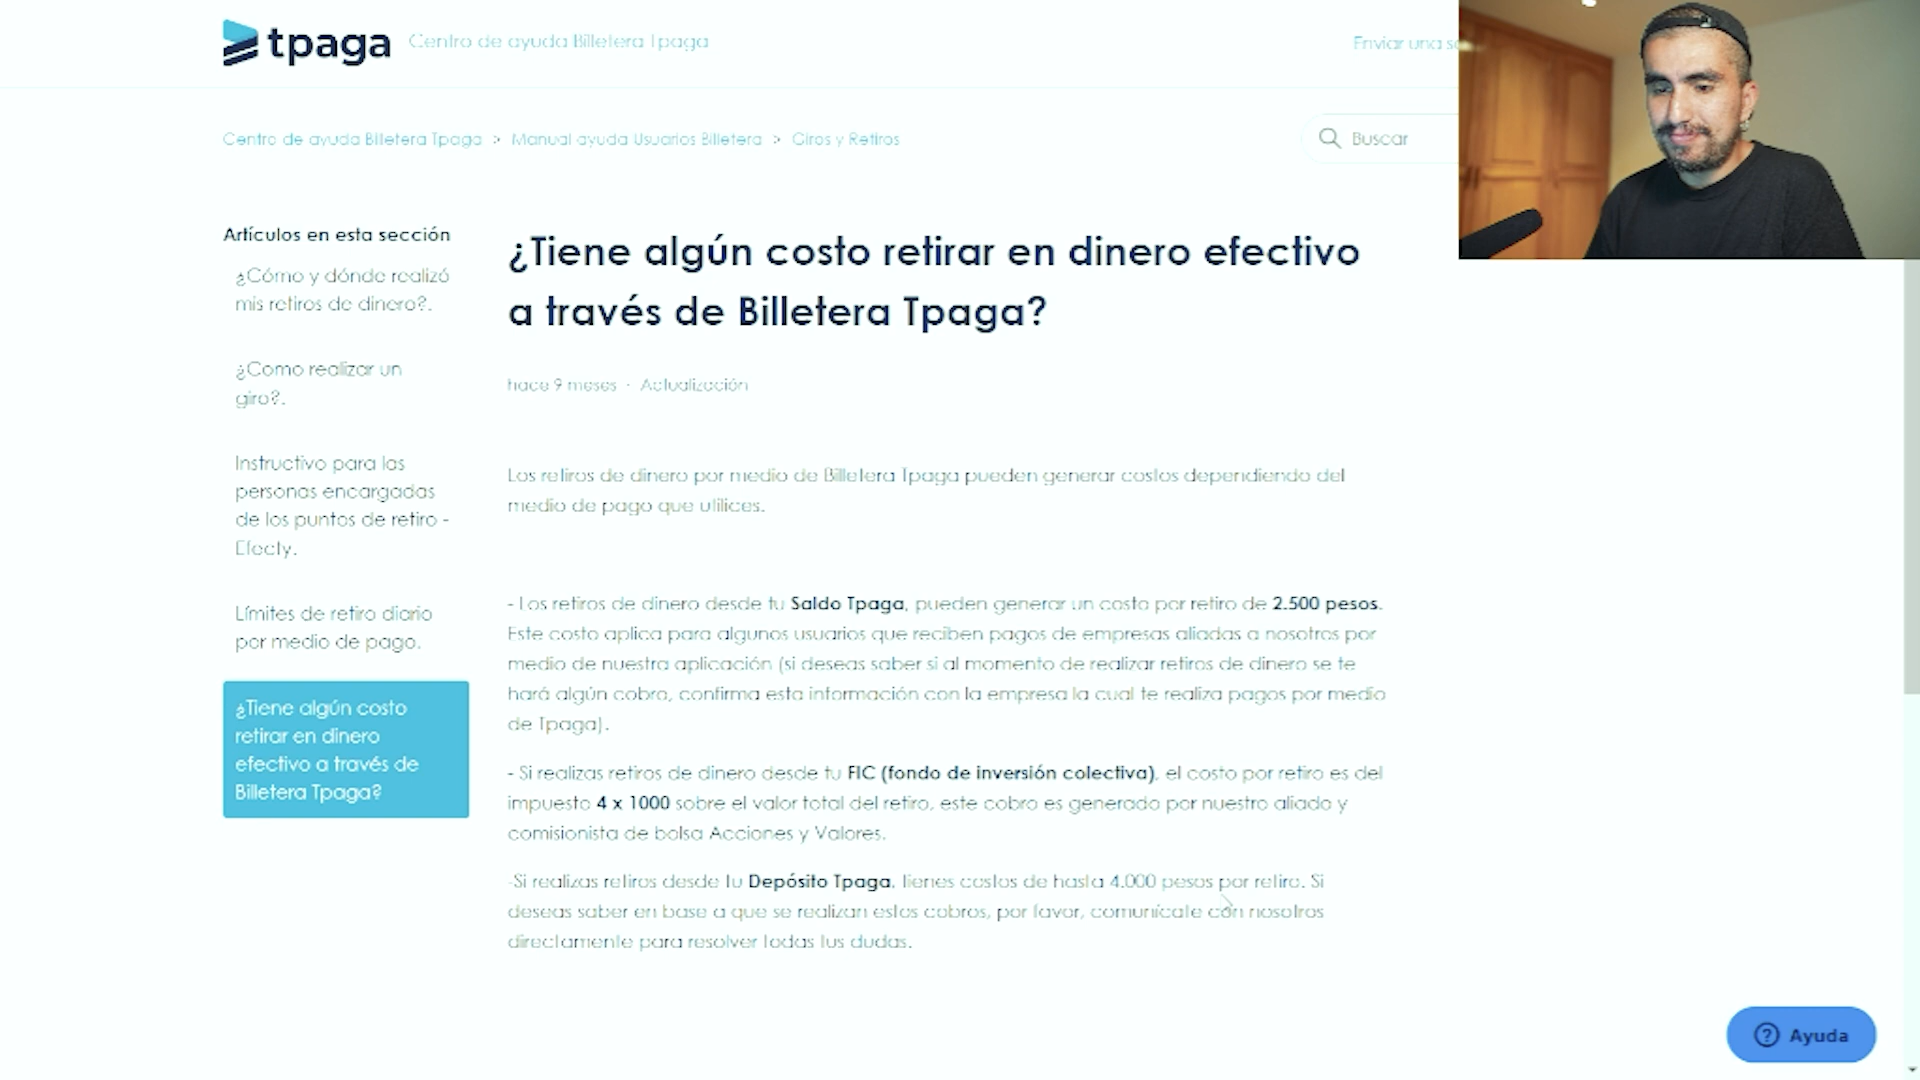 tpaga
Centro de ayuda Billetera Tpaga
Enviar una
Centro de ayuda Billetera Tpaga > Manual ayuda Usuarios Billetera > Giros y Retiros
Buscar
Artículos en esta sección
¿Cómo y dónde realizó
mis retiros de dinero?.
¿Como realizar un
giro?.
Instructivo para las
personas encargadas
de los puntos de retiro -
Efecty.
Límites de retiro diario
por medio de pago.
¿Tiene algún costo
retirar en dinero
efectivo a través de
Billetera Tpaga?
¿Tiene algún costo retirar en dinero efectivo
a través de Billetera Tpaga?
hace 9 meses · Actualización
Los retiros de dinero por medio de Billetera Tpaga pueden generar costos dependiendo del
medio de pago que utilices.
- Los retiros de dinero desde tu Saldo Tpaga, pueden generar un costo por retiro de 2.500 pesos.
Este costo aplica para algunos usuarios que reciben pagos de empresas aliadas a nosotros por
medio de nuestra aplicación (si deseas saber si al momento de realizar retiros de dinero se te
hará algún cobro, confirma esta información con la empresa la cual te realiza pagos por medio
de Tpaga).
- Si realizas retiros de dinero desde tu FIC (fondo de inversión colectiva), el costo por retiro es del
impuesto 4 x 1000 sobre el valor total del retiro, este cobro es generado por nuestro aliado y
comisionista de bolsa Acciones y Valores.
-Si realizas retiros desde tu Depósito Tpaga, tienes costos de hasta 4.000 pesos por retiro. Si
deseas saber en base a que se realizan estos cobros, por favor, comunícate con nosotros
directamente para resolver todas tus dudas.
Ayuda